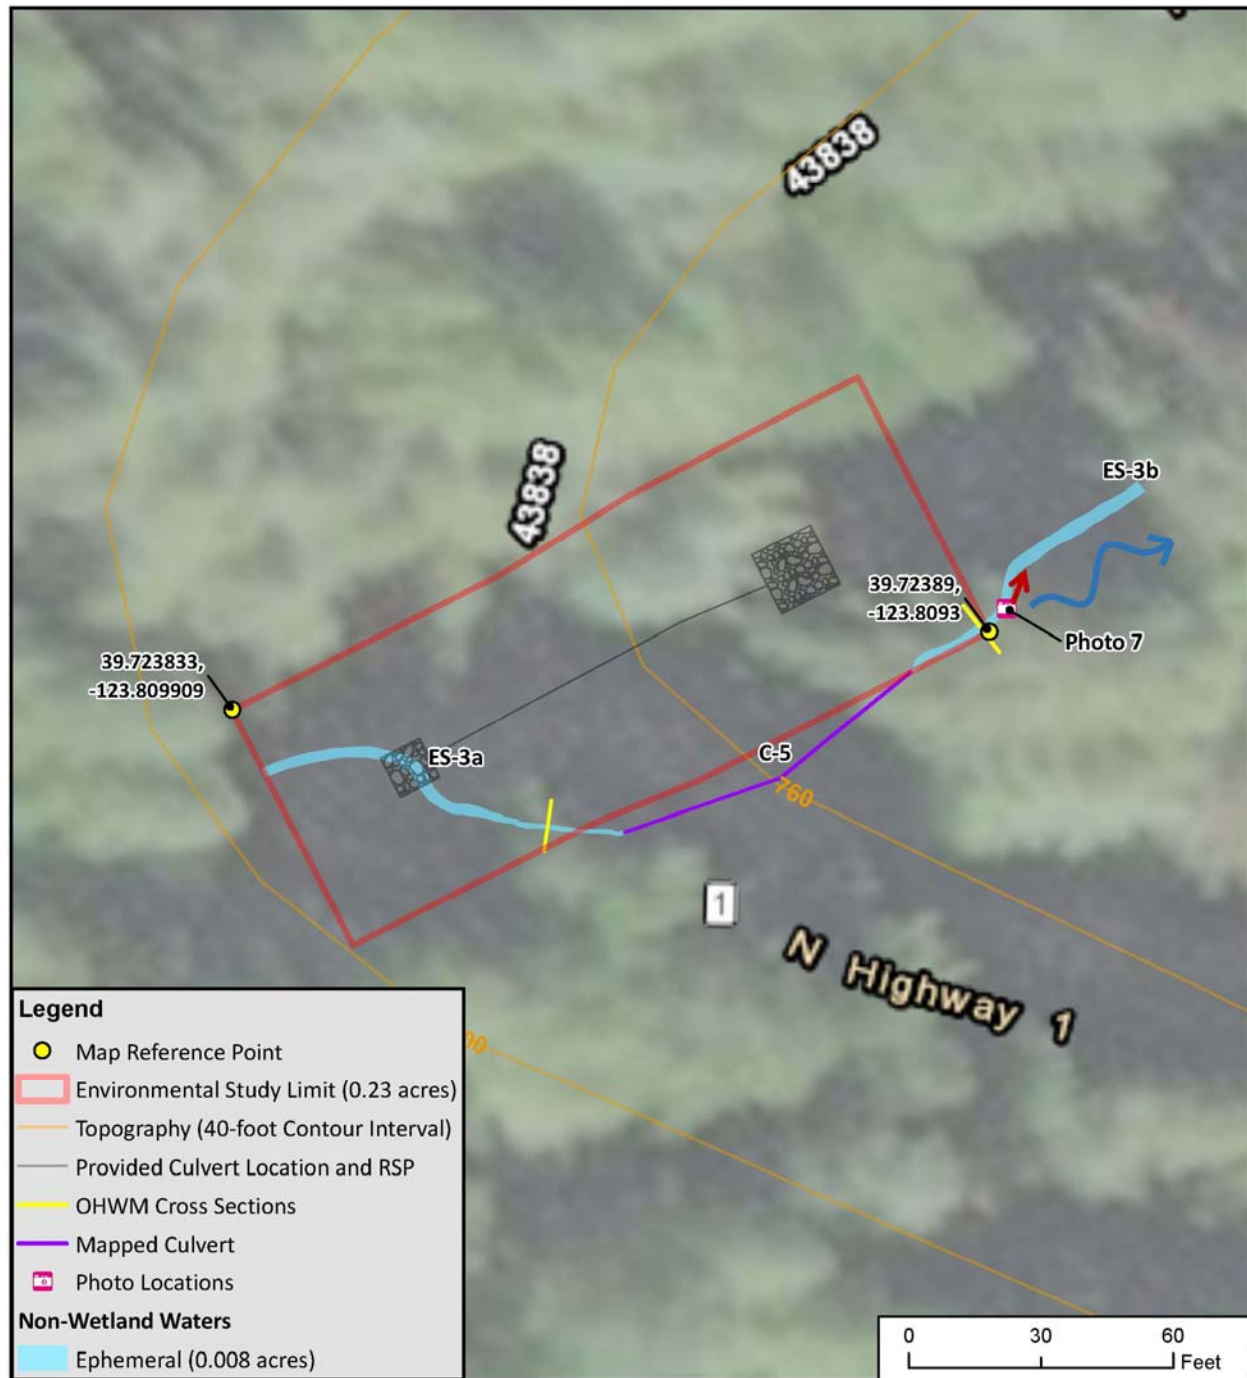 43838
43838
ES-3b
39.72389,
-123.8093
Photo 7
39.723833,
-123.809909
ES-3a
C-5
760
1
N Highway 1
00
Legend
Map Reference Point
Environmental Study Limit (0.23 acres)
Topography (40-foot Contour Interval)
Provided Culvert Location and RSP
OHWM Cross Sections
Mapped Culvert
Photo Locations
Non-Wetland Waters
Ephemeral (0.008 acres)
0 30 60
Feet